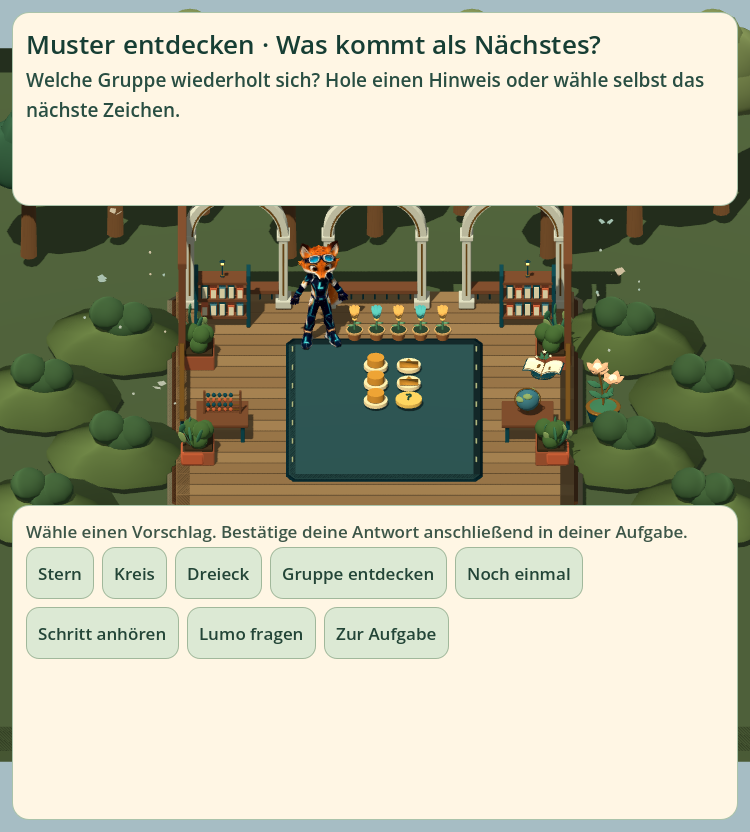 Muster entdecken · Was kommt als Nächstes?
Welche Gruppe wiederholt sich? Hole einen Hinweis oder wähle selbst das
nächste Zeichen.
L
?
Wähle einen Vorschlag. Bestätige deine Antwort anschließend in deiner Aufgabe.
Stern Kreis Dreieck Gruppe entdecken Noch einmal
Schritt anhören Lumo fragen Zur Aufgabe